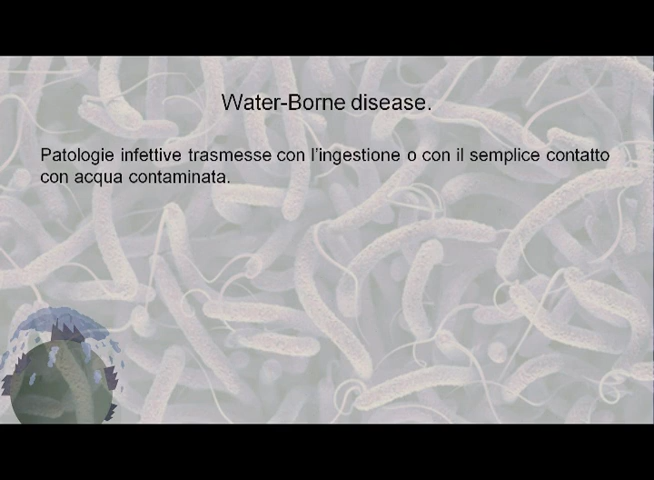 Water-Borne disease.
Patologie infettive trasmesse con l'ingestione o con il semplice contatto
con acqua contaminata.